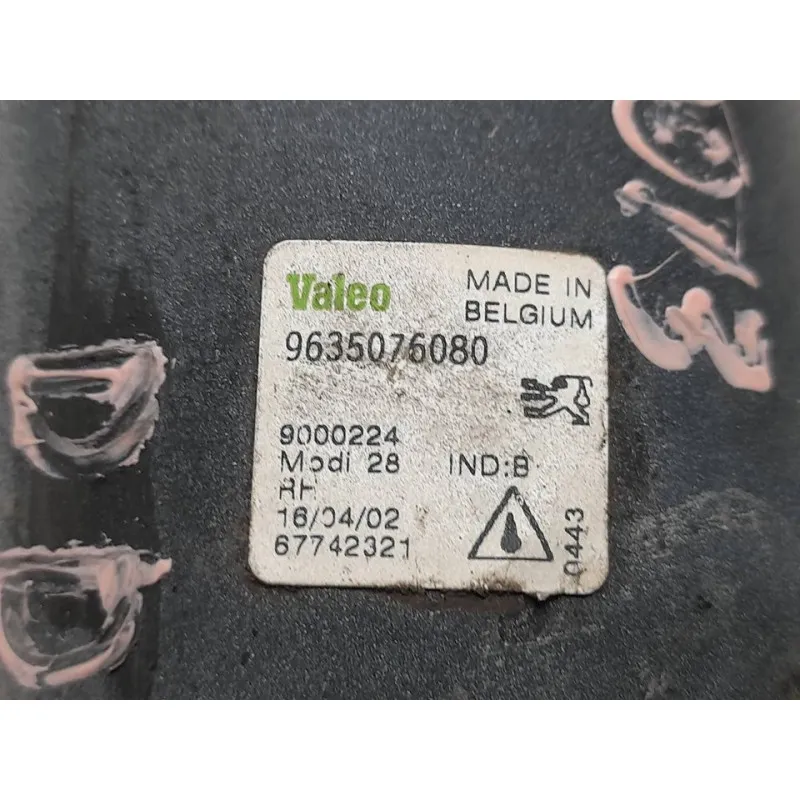 Valeo
MADE IN
BELGIUM
9635076080
9000224
Modi 28
IND:B
RH
16/04/02
67742321
0443
D
D